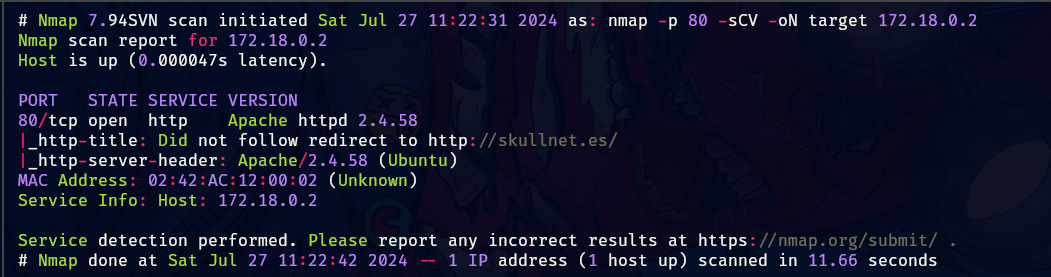 # Nmap 7.94SVN scan initiated Sat Jul 27 11:22:31 2024 as: nmap -p 80 -sCV -oN target 172.18.0.2
Nmap scan report for 172.18.0.2
Host is up (0.000047s latency).
PORT   STATE SERVICE VERSION
80/tcp open  http    Apache httpd 2.4.58
|_http-title: Did not follow redirect to http://skullnet.es/
|_http-server-header: Apache/2.4.58 (Ubuntu)
MAC Address: 02:42:AC:12:00:02 (Unknown)
Service Info: Host: 172.18.0.2
Service detection performed. Please report any incorrect results at https://nmap.org/submit/ .
# Nmap done at Sat Jul 27 11:22:42 2024 -- 1 IP address (1 host up) scanned in 11.66 seconds